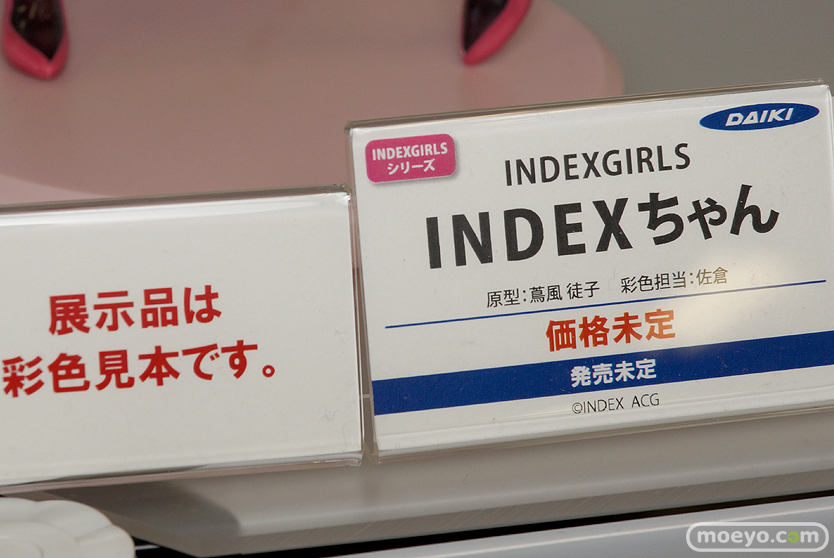 展示品は
彩色見本です。
INDEXGIRLS
シリーズ
DAIKI
INDEXGIRLS
INDEXちゃん
原型:蔦風 徒子 彩色担当:佐倉
価格未定
発売未定
©INDEX ACG
moeyo.com